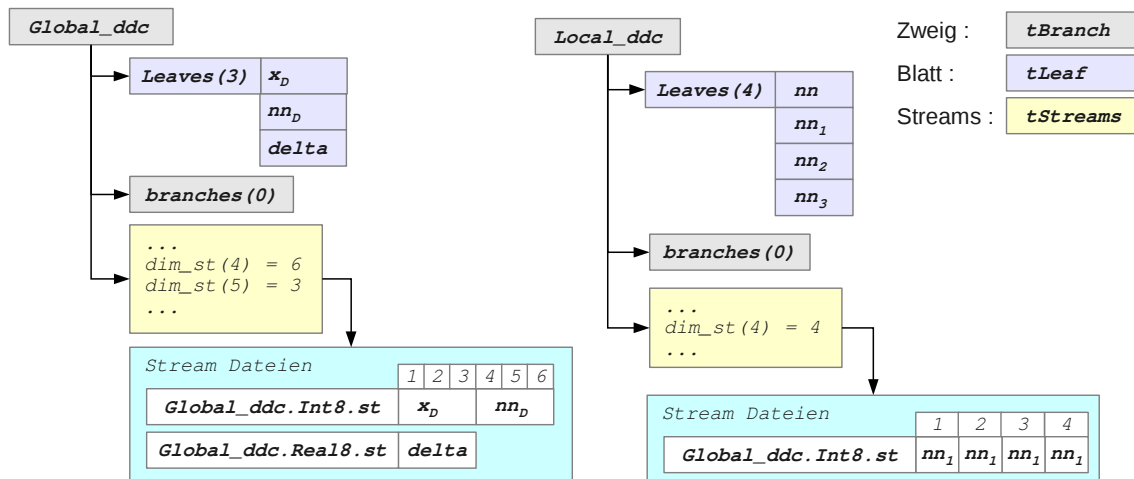 Global_ddc
Leaves(3) x_D
nn_D
delta
branches(0)
...
dim_st(4) = 6
dim_st(5) = 3
...
Stream Dateien
1 2 3 4 5 6
Global_ddc.Int8.st x_D nn_D
Global_ddc.Real8.st delta
Local_ddc
Leaves(4) nn
nn_1
nn_2
nn_3
branches(0)
...
dim_st(4) = 4
...
Stream Dateien
1 2 3 4
Global_ddc.Int8.st nn_1 nn_1 nn_1 nn_1
Zweig : tBranch
Blatt : tLeaf
Streams : tStreams